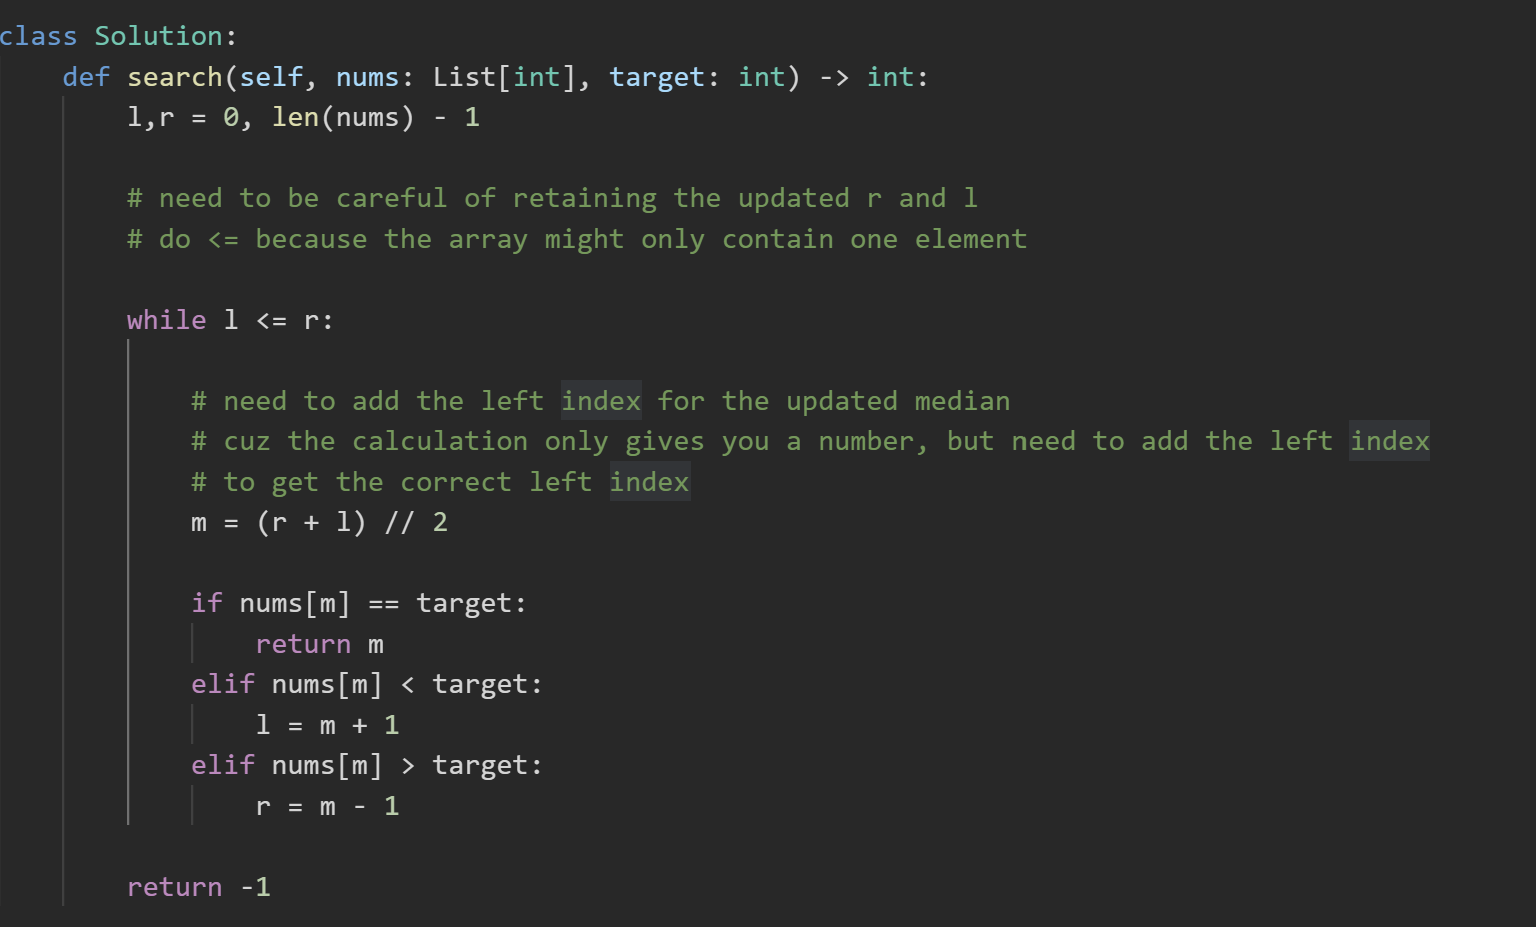 class Solution:
    def search(self, nums: List[int], target: int) -> int:
        l,r = 0, len(nums) - 1

        # need to be careful of retaining the updated r and l
        # do <= because the array might only contain one element

        while l <= r:

            # need to add the left index for the updated median
            # cuz the calculation only gives you a number, but need to add the left index
            # to get the correct left index
            m = (r + l) // 2

            if nums[m] == target:
                return m
            elif nums[m] < target:
                l = m + 1
            elif nums[m] > target:
                r = m - 1

        return -1